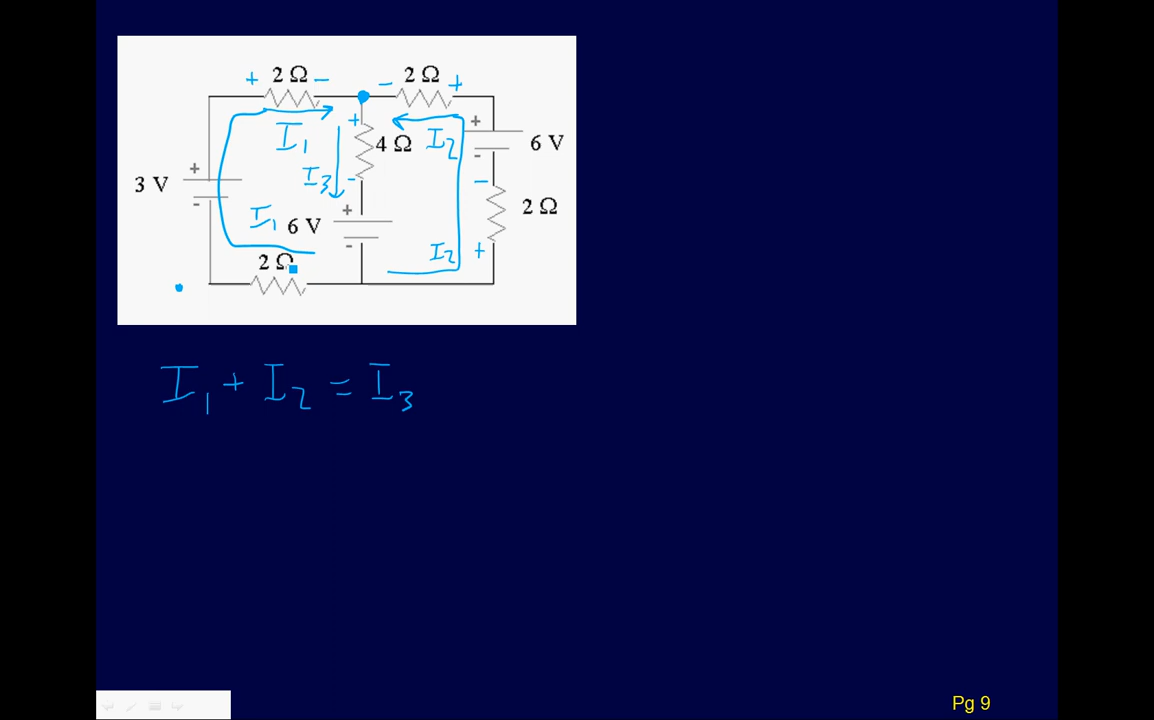 + 2 Ω − − 2 Ω +
+ 4 Ω +
I₁ I₂ 6 V
I₃ − -
+ −
3 V 2 Ω
- I₁ 6 V +
- I₂ +
2 Ω
I₁ + I₂ = I₃
Pg 9